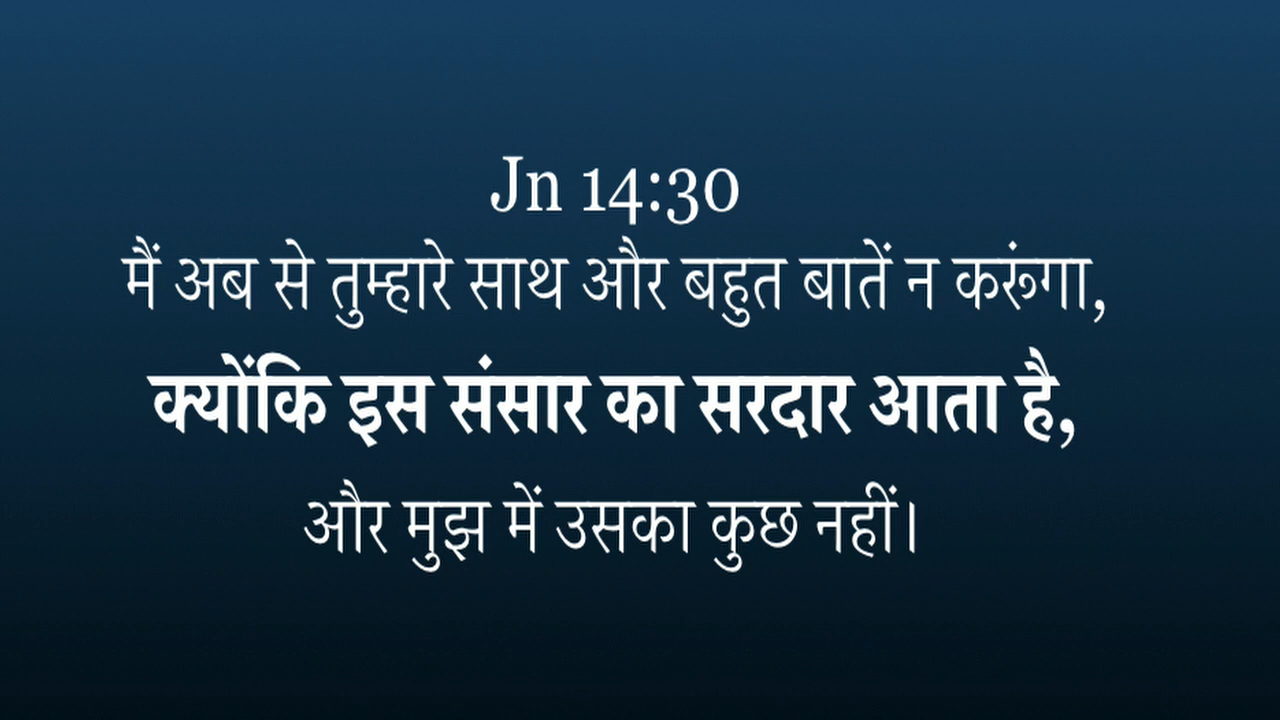 Jn 14:30
मैं अब से तुम्हारे साथ और बहुत बातें न करूंगा,
क्योंकि इस संसार का सरदार आता है,
और मुझ में उसका कुछ नहीं।